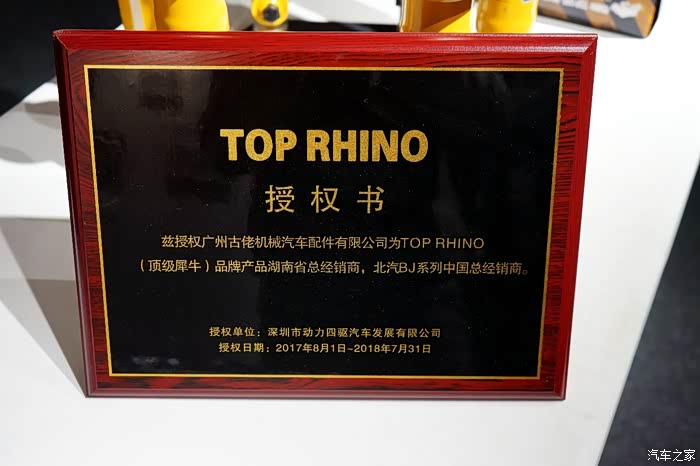 TOP RHINO
授权书
兹授权广州古佬机械汽车配件有限公司为TOP RHINO
（顶级犀牛）品牌产品湖南省总经销商，北汽BJ系列中国总经销商。
授权单位：深圳市动力四驱汽车发展有限公司
授权日期：2017年8月1日~2018年7月31日
汽车之家